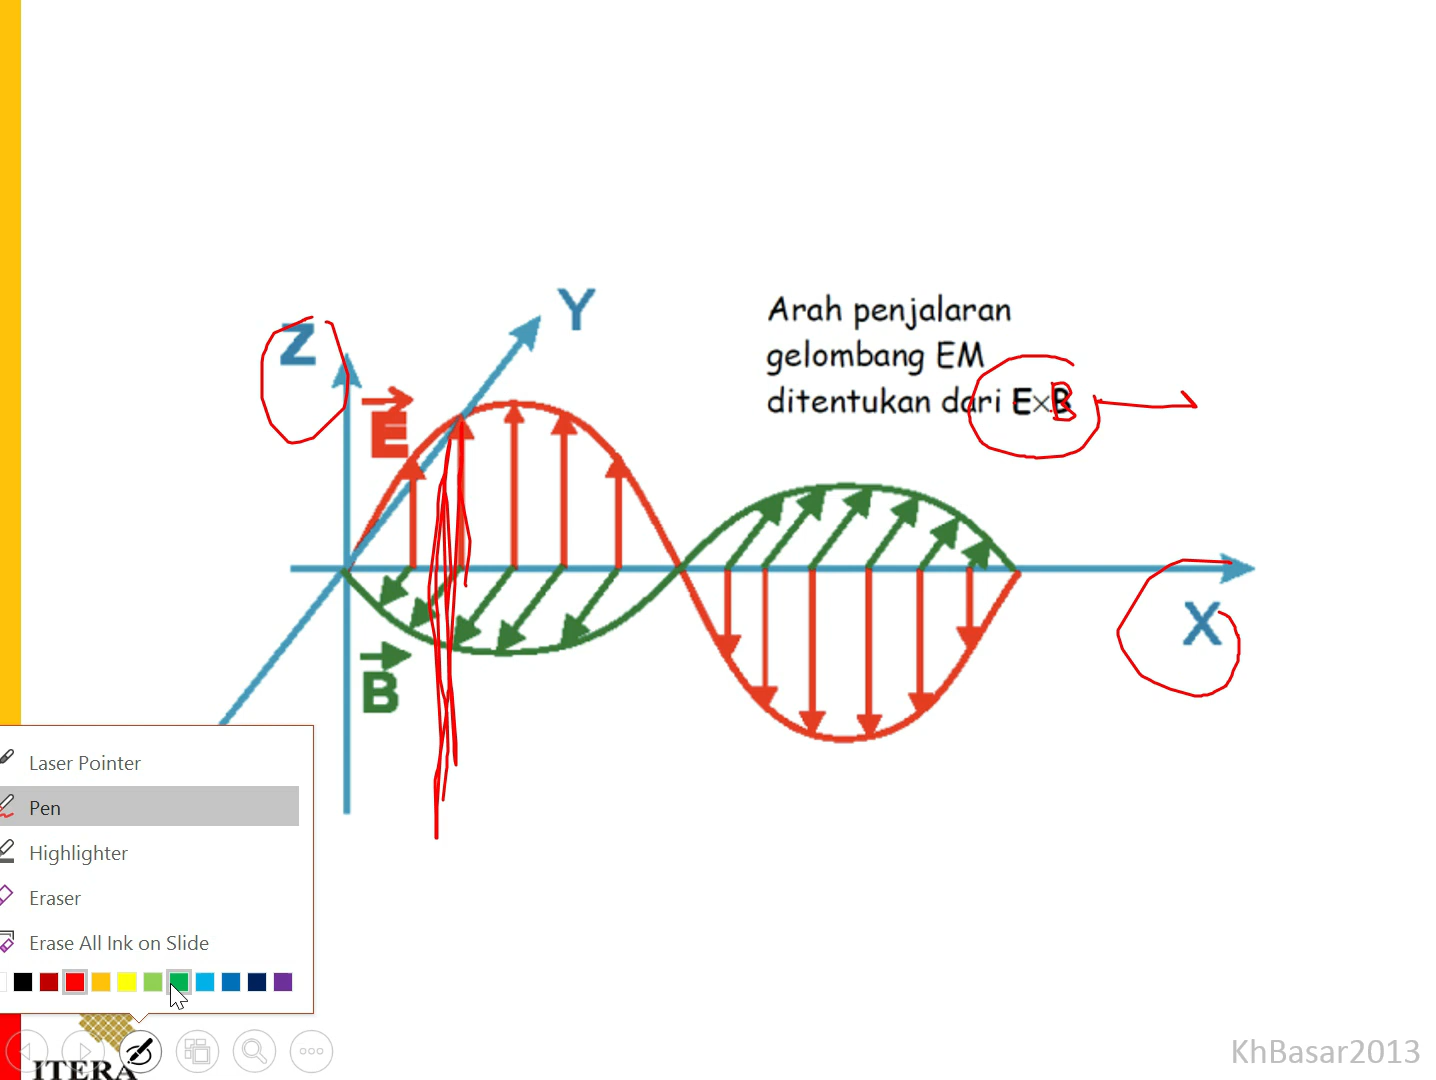 Z
Y
E
Arah penjalaran
gelombang EM
ditentukan dari E×B
X
B
Laser Pointer
Pen
Highlighter
Eraser
Erase All Ink on Slide
ITERA
KhBasar2013